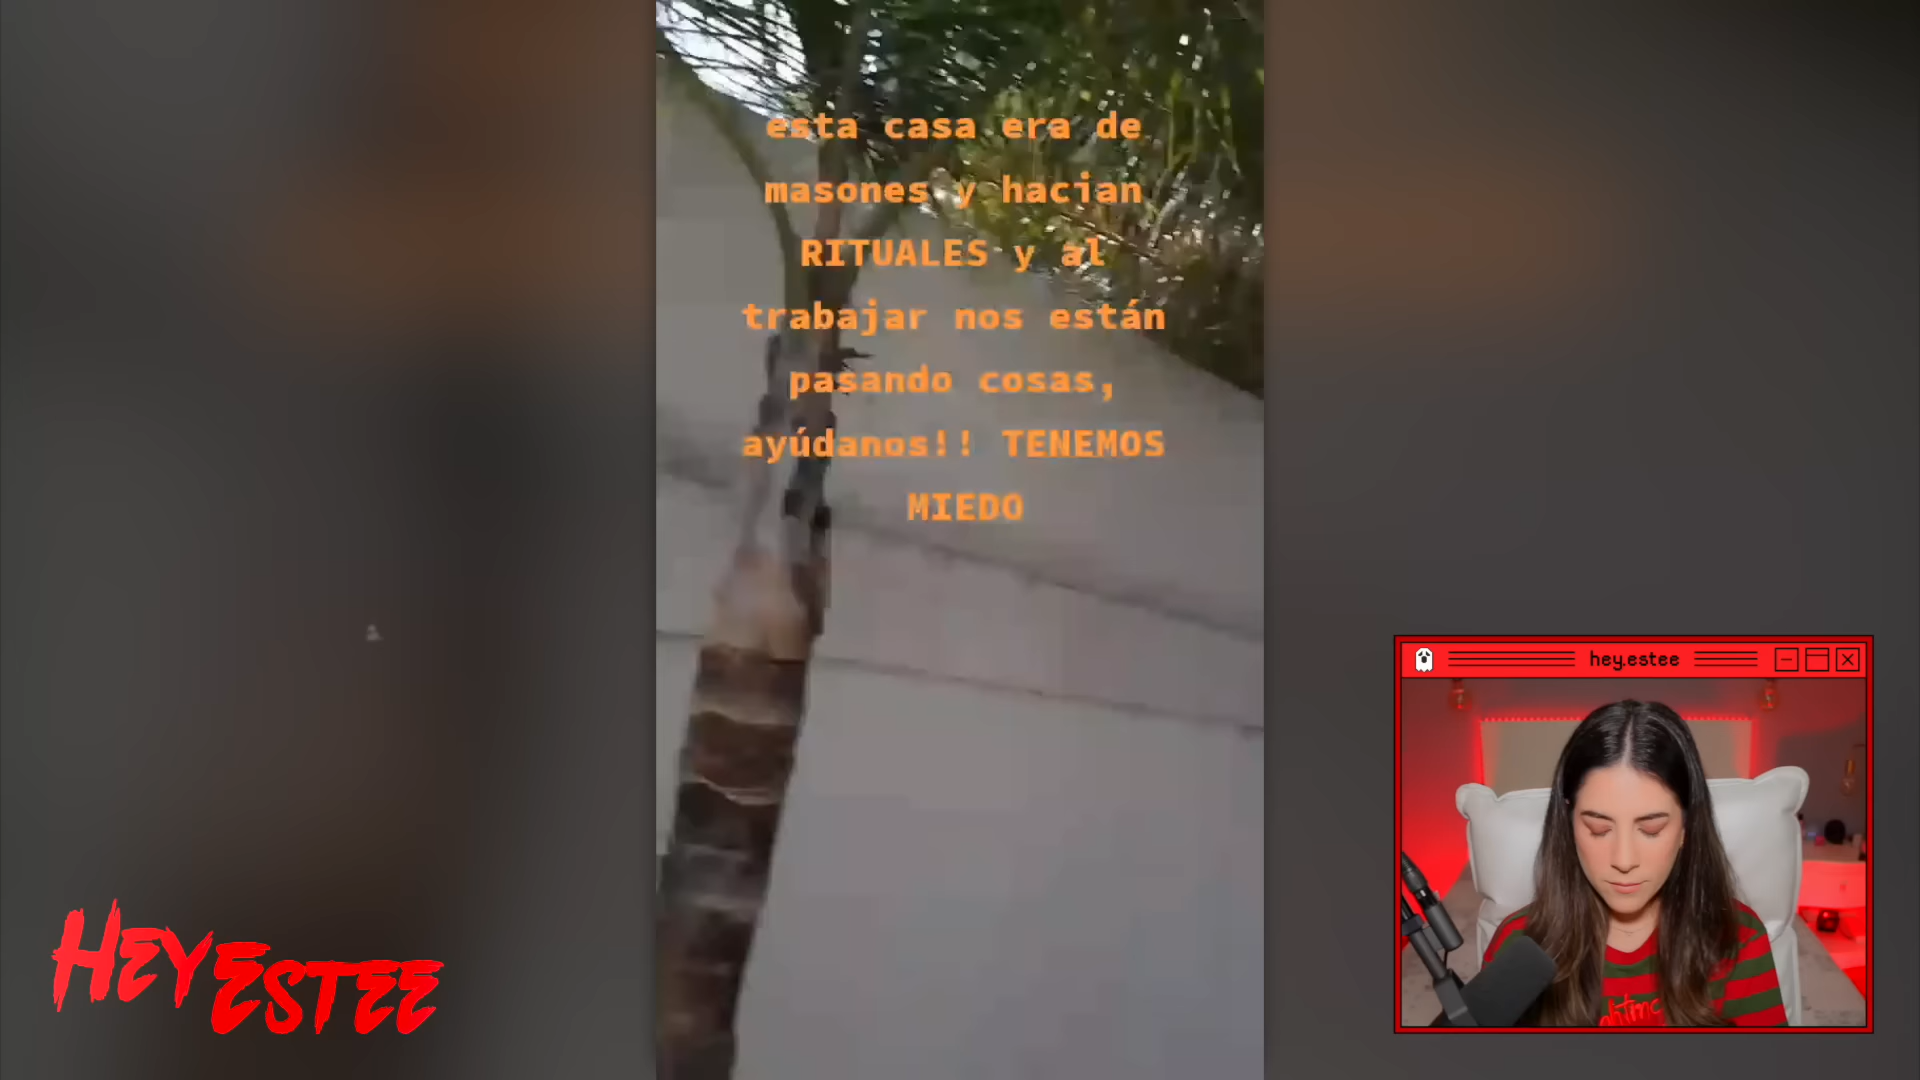 esta casa era de
masones y hacian
RITUALES y al
trabajar nos están
pasando cosas,
ayúdanos!! TENEMOS
MIEDO
hey.estee
HEYESTEE